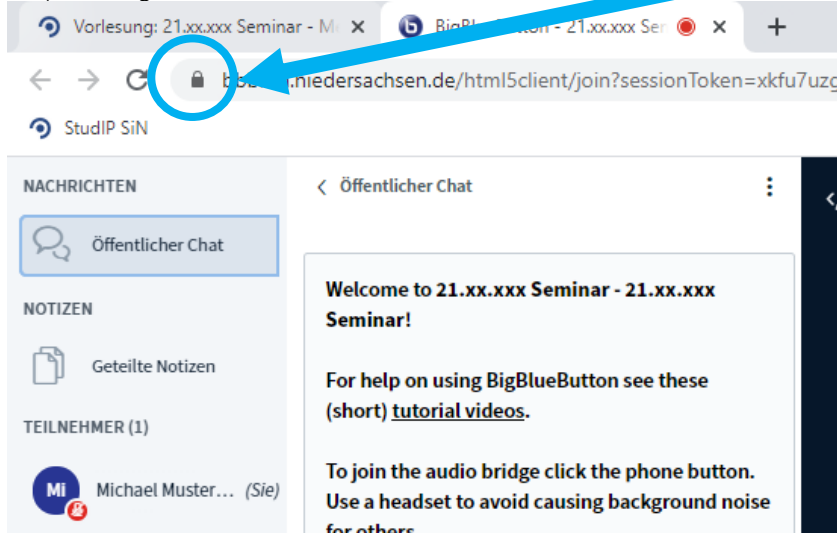 Vorlesung: 21.xx.xxx Seminar - M
BigBlueButton - 21.xx.xxx Ser
niedersachsen.de/html5client/join?sessionToken=xkfu7uzg
StudIP SiN
NACHRICHTEN
Öffentlicher Chat
NOTIZEN
Geteilte Notizen
TEILNEHMER (1)
Mi
Michael Muster... (Sie)
Öffentlicher Chat
Welcome to 21.xx.xxx Seminar - 21.xx.xxx
Seminar!
For help on using BigBlueButton see these
(short) tutorial videos.
To join the audio bridge click the phone button.
Use a headset to avoid causing background noise
for others